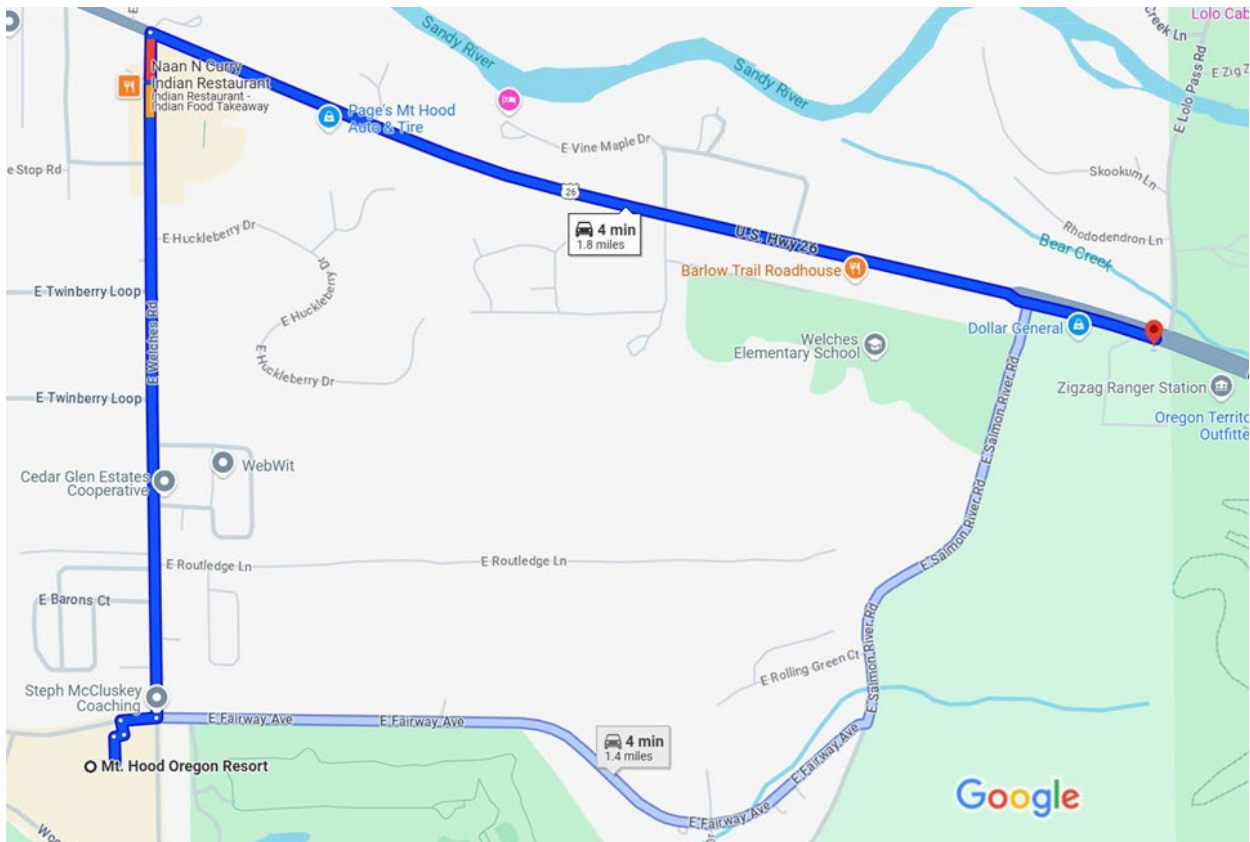 Lolo Cab
Creek Ln
E Zig Z
E Lolo Pass Rd
Sandy River
Sandy River
Naan N Curry
Indian Restaurant
Indian Restaurant -
Indian Food Takeaway
Page's Mt Hood
Auto & Tire
E Vine Maple Dr
e Stop Rd
Skookum Ln
26
4 min
1.8 miles
U.S. Hwy 26
Rhododendron Ln
Bear Creek
E Huckleberry Dr
E Huckleberry Dr
E Huckleberry Dr
Barlow Trail Roadhouse
E Twinberry Loop
E Welches Rd
Dollar General
Welches
Elementary School
Zigzag Ranger Station
E Twinberry Loop
Oregon Territo
Outfitte
E Salmon River Rd
E Salmon River Rd
E Salmon River Rd
WebWit
Cedar Glen Estates
Cooperative
E Routledge Ln
E Routledge Ln
E Barons Ct
E Rolling Green Ct
Steph McCluskey
Coaching
E Fairway Ave
E Fairway Ave
4 min
1.4 miles
E Fairway Ave
E Fairway Ave
Mt. Hood Oregon Resort
Google
Woo